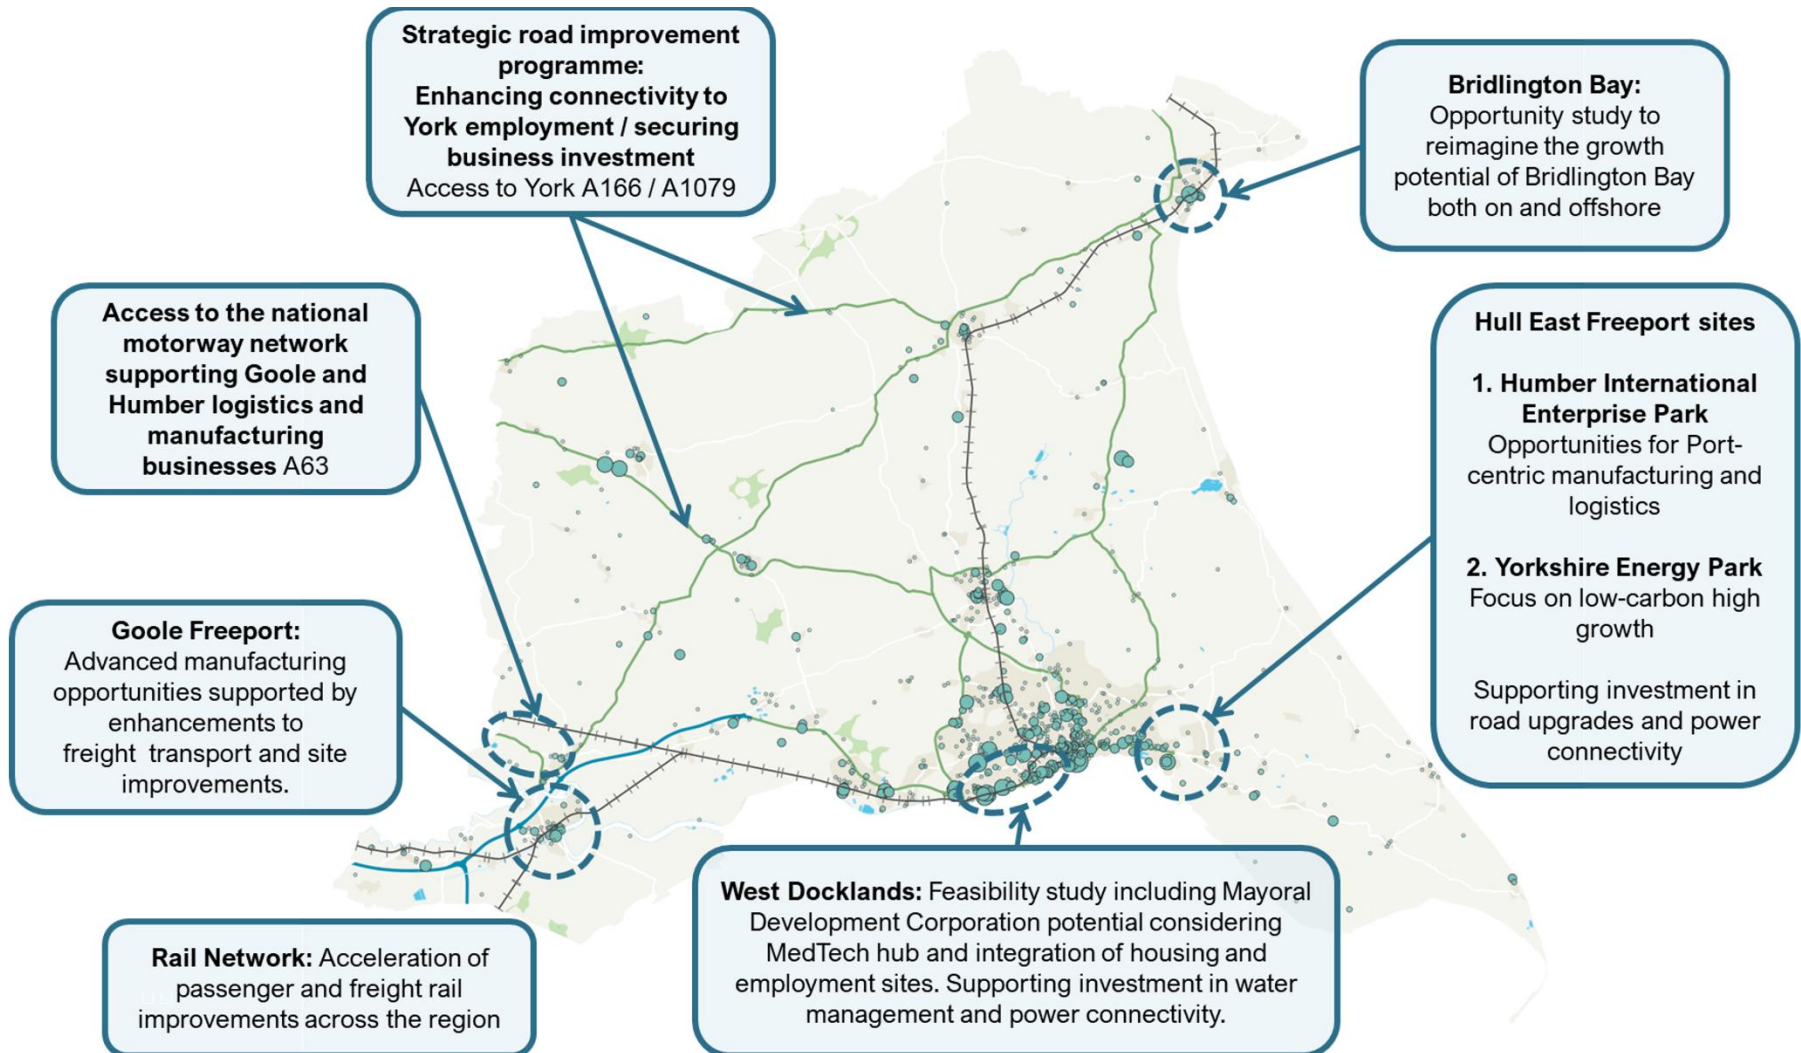 Strategic road improvement
programme:
Enhancing connectivity to
York employment / securing
business investment
Access to York A166 / A1079
Bridlington Bay:
Opportunity study to
reimagine the growth
potential of Bridlington Bay
both on and offshore
Access to the national
motorway network
supporting Goole and
Humber logistics and
manufacturing
businesses A63
Hull East Freeport sites
1. Humber International
Enterprise Park
Opportunities for Port-
centric manufacturing and
logistics
2. Yorkshire Energy Park
Focus on low-carbon high
growth
Supporting investment in
road upgrades and power
connectivity
Goole Freeport:
Advanced manufacturing
opportunities supported by
enhancements to
freight transport and site
improvements.
West Docklands: Feasibility study including Mayoral
Development Corporation potential considering
MedTech hub and integration of housing and
employment sites. Supporting investment in water
management and power connectivity.
Rail Network: Acceleration of
passenger and freight rail
improvements across the region